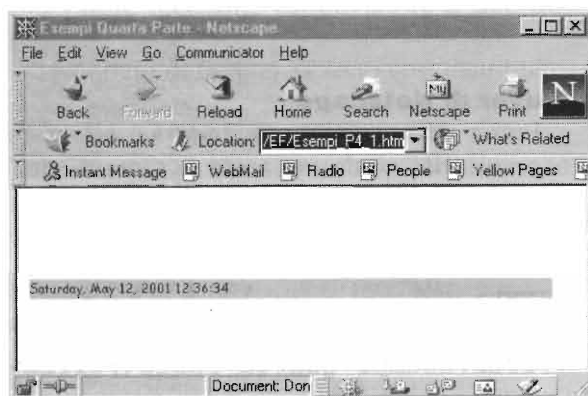 Esempi Quarta Parte - Netscape
File Edit View Go Communicator Help
Back Forward Reload Home Search Netscape Print N
Bookmarks Location: /EF/Esempi_P4_1.htm What's Related
Instant Message WebMail Radio People Yellow Pages
Saturday, May 12, 2001 12:36:34
Document: Don